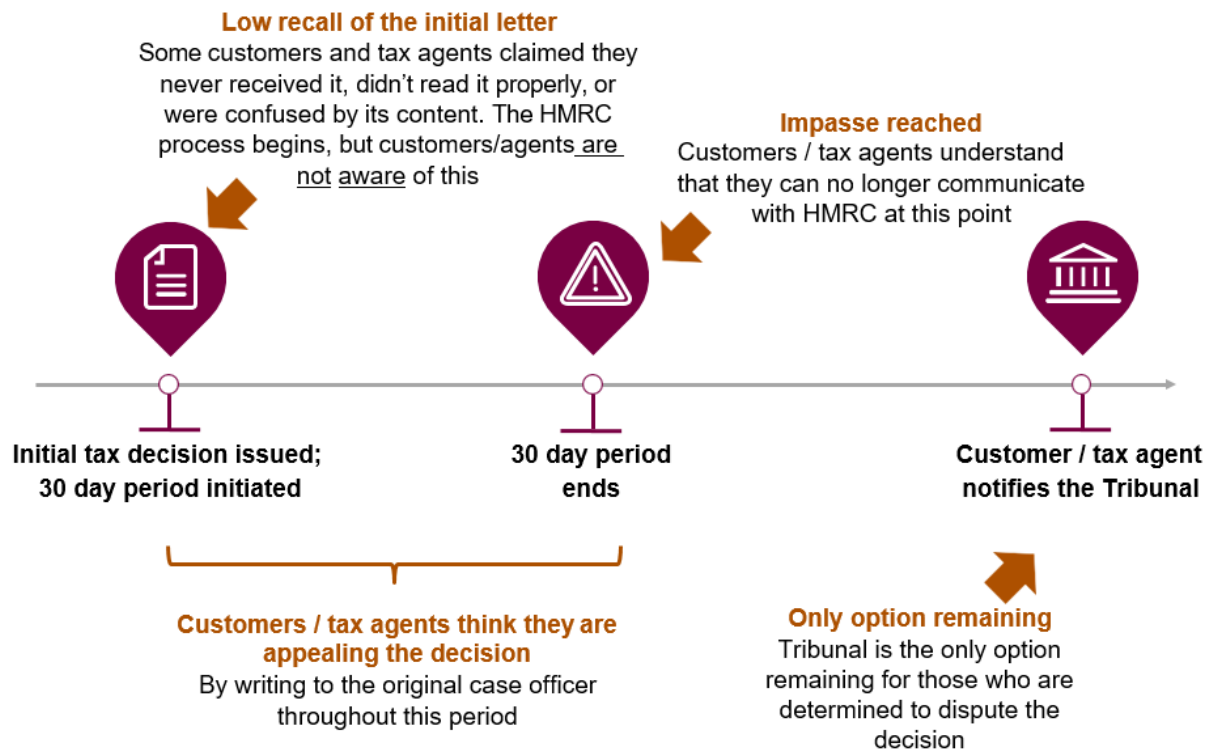 Low recall of the initial letter
Some customers and tax agents claimed they
never received it, didn’t read it properly, or
were confused by its content. The HMRC
process begins, but customers/agents are
not aware of this
Impasse reached
Customers / tax agents understand
that they can no longer communicate
with HMRC at this point
Initial tax decision issued;
30 day period initiated
30 day period
ends
Customer / tax agent
notifies the Tribunal
Customers / tax agents think they are
appealing the decision
By writing to the original case officer
throughout this period
Only option remaining
Tribunal is the only option
remaining for those who are
determined to dispute the
decision